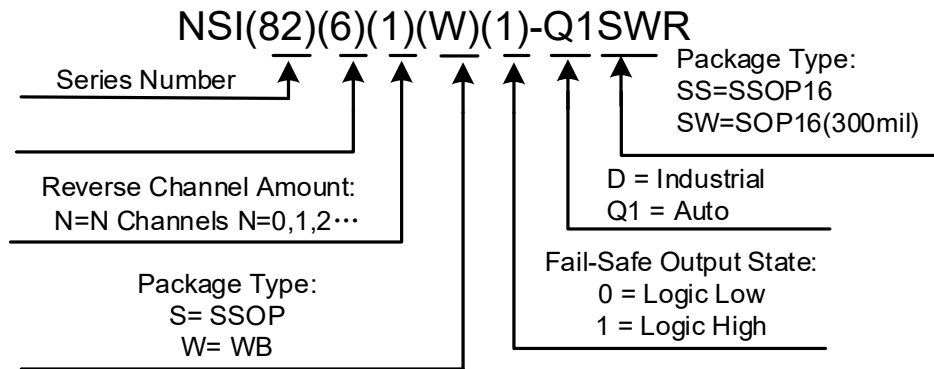 NSI(82)(6)(1)(W)(1)-Q1SWR
Series Number
Package Type:
SS=SSOP16
SW=SOP16(300mil)
Reverse Channel Amount:
N=N Channels N=0,1,2···
D = Industrial
Q1 = Auto
Package Type:
S= SSOP
W= WB
Fail-Safe Output State:
0 = Logic Low
1 = Logic High